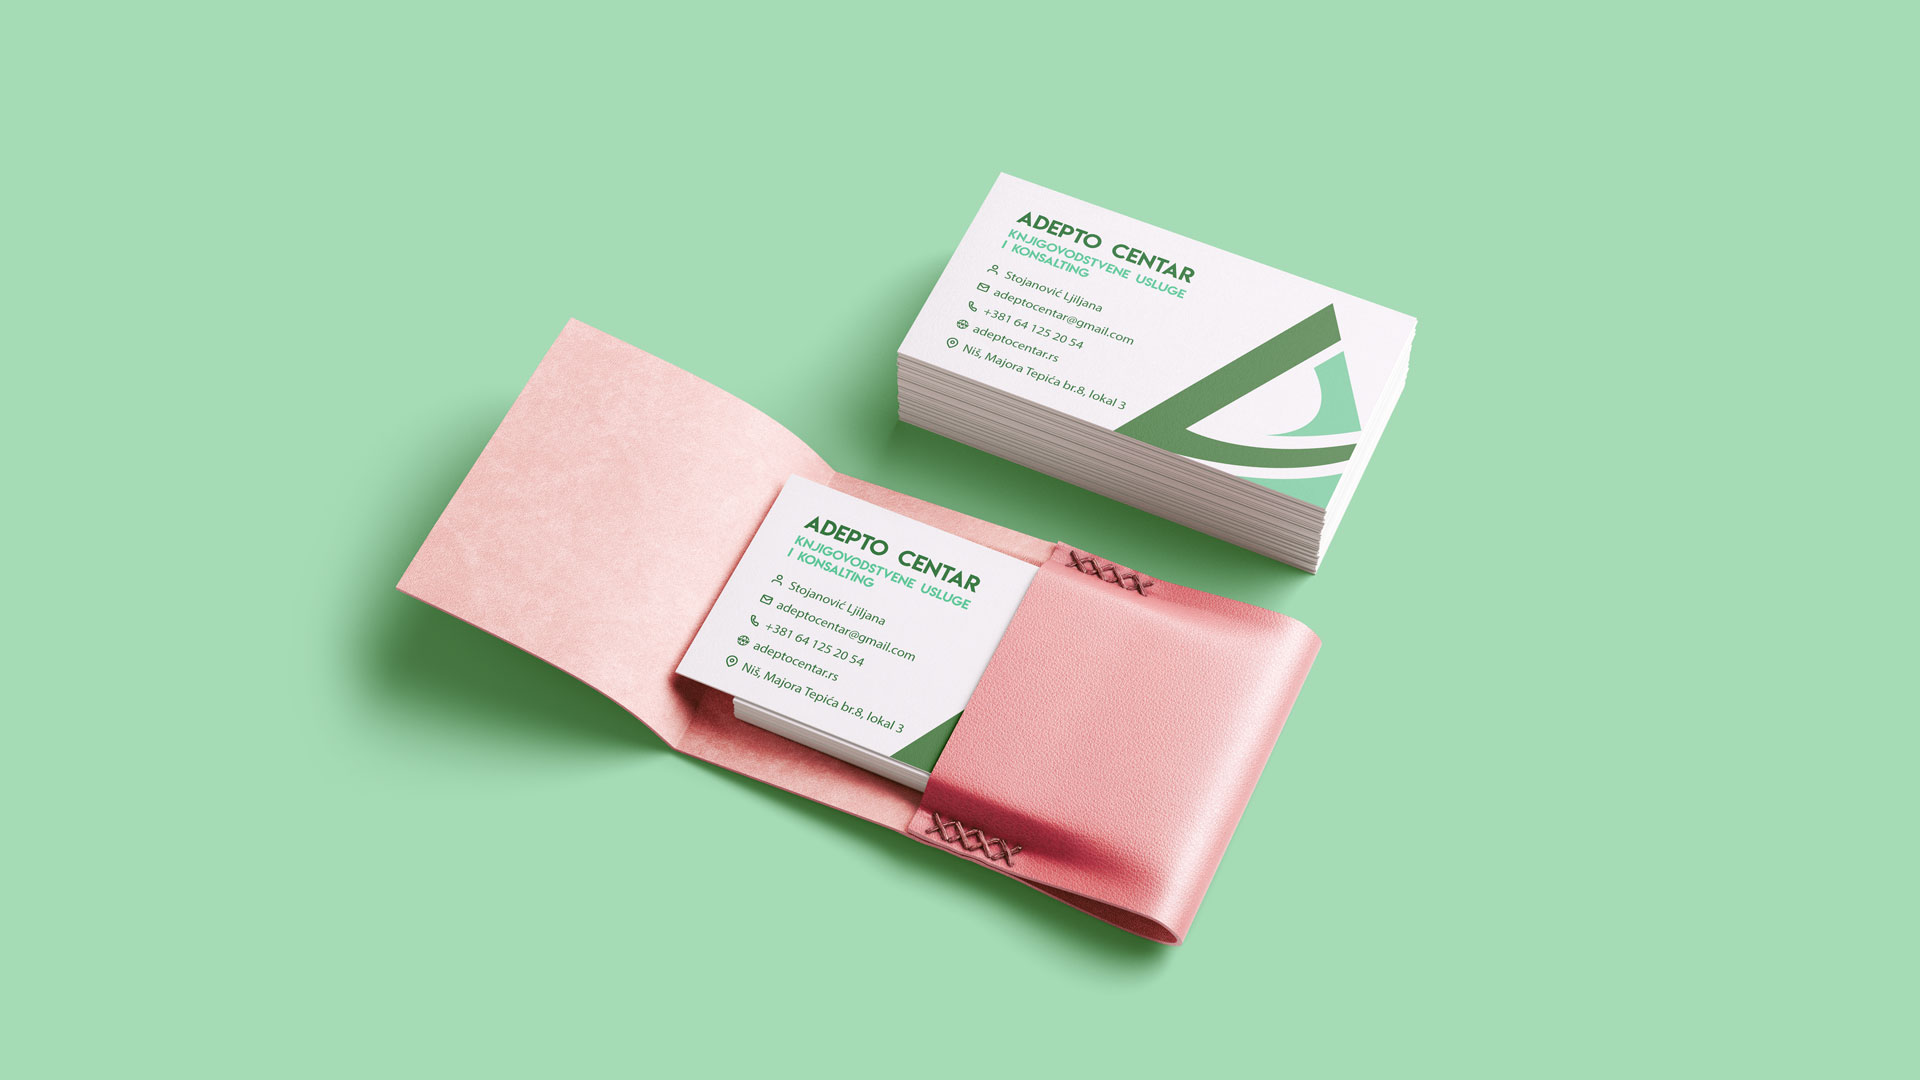 ADEPTO CENTAR
KNJIGOVODSTVENE USLUGE
I KONSALTING
Stojanović Ljiljana
adeptocentar@gmail.com
+381 64 125 20 54
adeptocentar.rs
Niš, Majora Tepića br.8, lokal 3
ADEPTO CENTAR
KNJIGOVODSTVENE USLUGE
I KONSALTING
Stojanović Ljiljana
adeptocentar@gmail.com
+381 64 125 20 54
adeptocentar.rs
Niš, Majora Tepića br.8, lokal 3